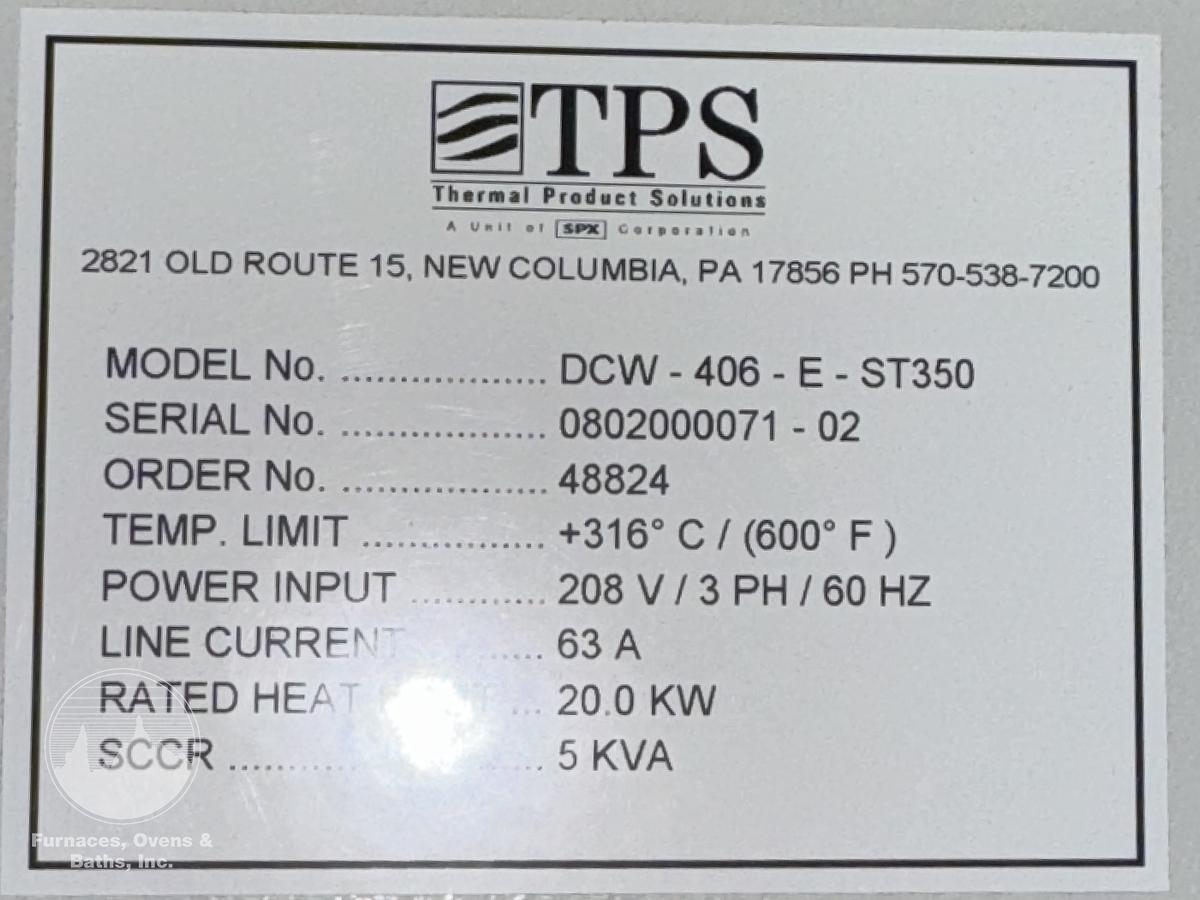 TPS
Thermal Product Solutions
A Unit of SPX Corporation
2821 OLD ROUTE 15, NEW COLUMBIA, PA 17856 PH 570-538-7200
MODEL No. .................. DCW - 406 - E - ST350
SERIAL No. .................. 0802000071 - 02
ORDER No. .................. 48824
TEMP. LIMIT ................ +316° C / (600° F )
POWER INPUT ............ 208 V / 3 PH / 60 HZ
LINE CURRENT ..... 63 A
RATED HEAT ... 20.0 KW
SCCR ........... 5 KVA
Furnaces, Ovens &
Baths, Inc.